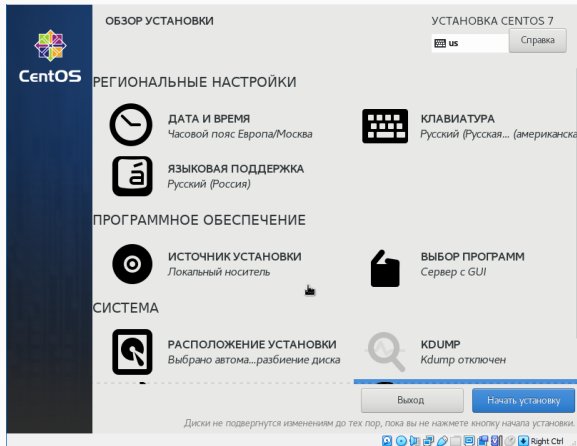 ОБЗОР УСТАНОВКИ
УСТАНОВКА CENTOS 7
us
Справка
CentOS
РЕГИОНАЛЬНЫЕ НАСТРОЙКИ
ДАТА И ВРЕМЯ
Часовой пояс Европа/Москва
КЛАВИАТУРА
Русский (Русская... (американска
ЯЗЫКОВАЯ ПОДДЕРЖКА
Русский (Россия)
ПРОГРАММНОЕ ОБЕСПЕЧЕНИЕ
ИСТОЧНИК УСТАНОВКИ
Локальный носитель
ВЫБОР ПРОГРАММ
Сервер с GUI
СИСТЕМА
РАСПОЛОЖЕНИЕ УСТАНОВКИ
Выбрано автома...разбиение диска
KDUMP
Kdump отключен
Выход
Начать установку
Диски не подвергнутся изменениям до тех пор, пока вы не нажмете кнопку начала установки.
Right Ctrl